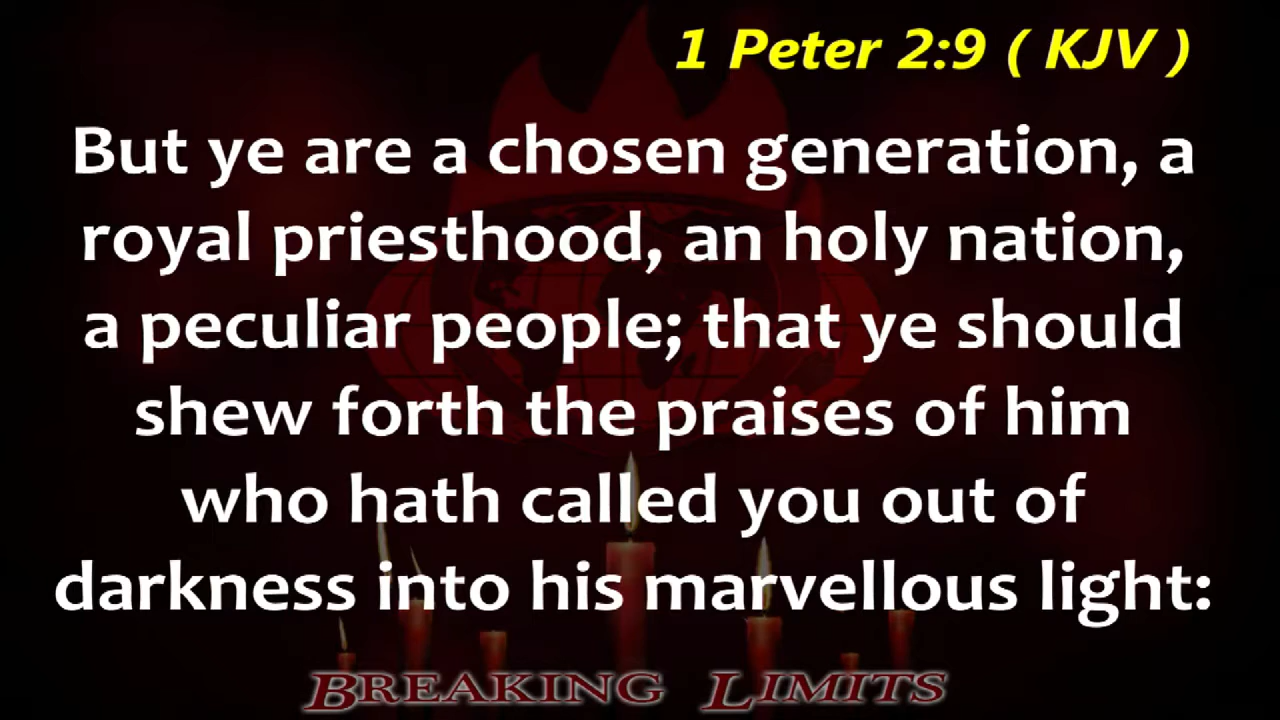 1 Peter 2:9 ( KJV )
But ye are a chosen generation, a
royal priesthood, an holy nation,
a peculiar people; that ye should
shew forth the praises of him
who hath called you out of
darkness into his marvellous light:
BREAKING LIMITS